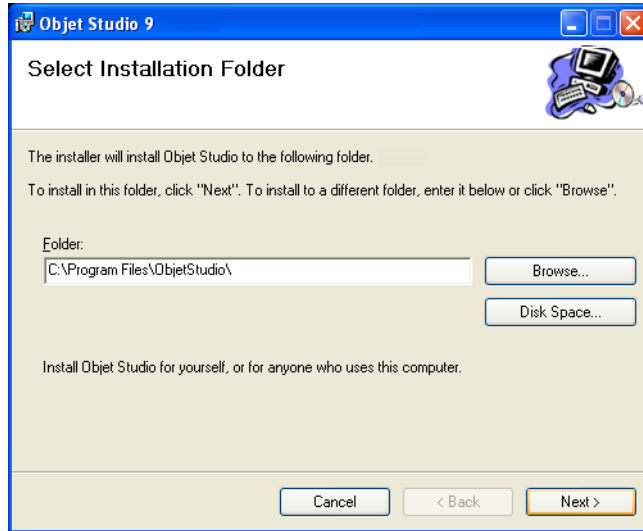 Objet Studio 9
Select Installation Folder
The installer will install Objet Studio to the following folder.
To install in this folder, click "Next". To install to a different folder, enter it below or click "Browse".
Folder:
C:\Program Files\ObjetStudio\
Browse...
Disk Space...
Install Objet Studio for yourself, or for anyone who uses this computer.
Cancel
< Back
Next >